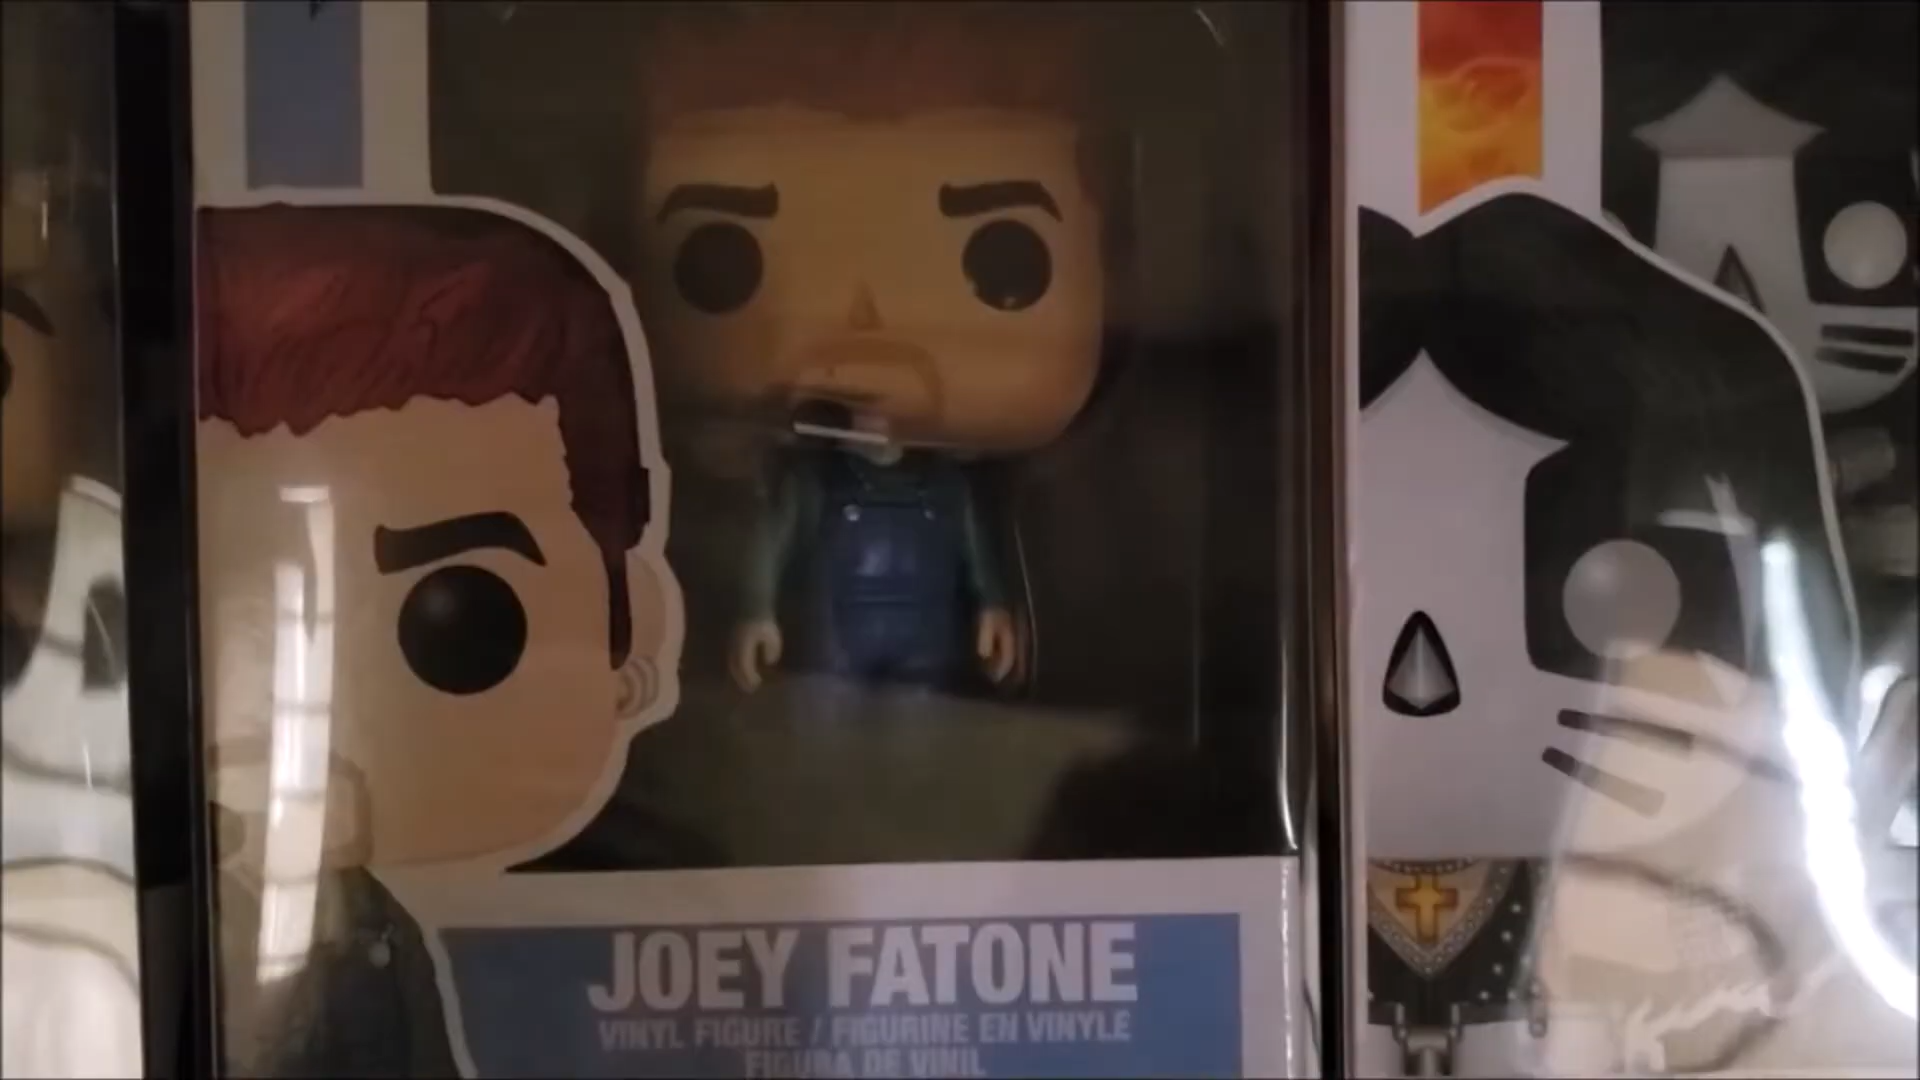 JOEY FATONE
VINYL FIGURE / FIGURINE EN VINYLE
FIGURA DE VINIL